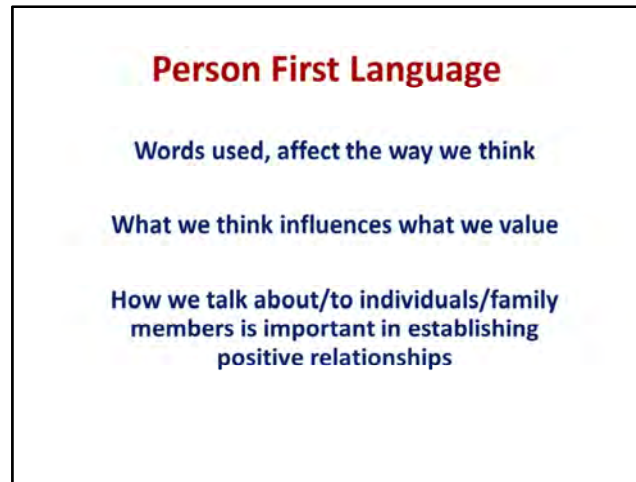 Person First Language
Words used, affect the way we think
What we think influences what we value
How we talk about/to individuals/family
members is important in establishing
positive relationships